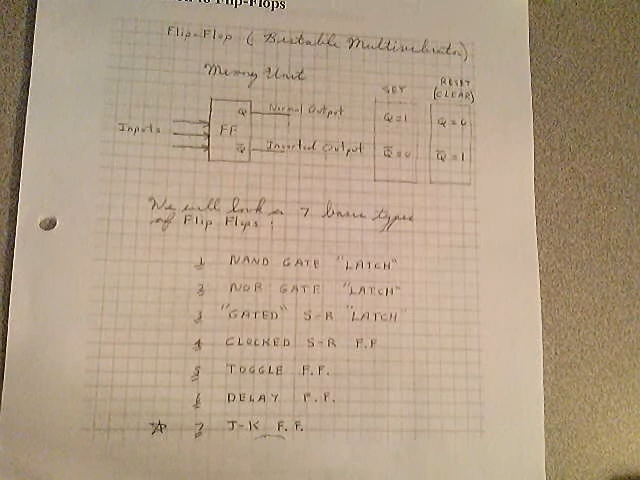 to Flip-Flops
Flip-Flop ( Bistable Multivibrator)
Memory Unit
SET
RESET
(CLEAR)
Q Normal Output
Q=1
Q=0
Inputs
FF
Q̅ Inverted Output
Q̅=0
Q̅=1
We will look @ 7 basic types
of Flip Flops:
1 NAND GATE "LATCH"
2 NOR GATE "LATCH"
3 "GATED" S-R "LATCH"
4 CLOCKED S-R F.F
5 TOGGLE F.F.
6 DELAY F.F.
7 J-K F.F.